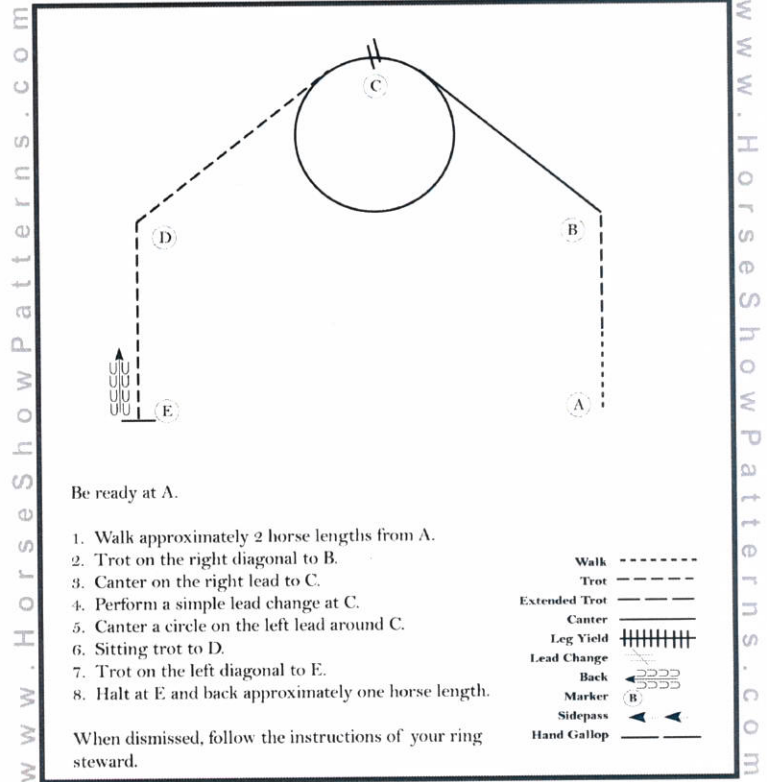 www.HorseShowPatterns.com
www.HorseShowPatterns.com
C
D
B
E
A
Be ready at A.
1. Walk approximately 2 horse lengths from A.
2. Trot on the right diagonal to B.
3. Canter on the right lead to C.
4. Perform a simple lead change at C.
5. Canter a circle on the left lead around C.
6. Sitting trot to D.
7. Trot on the left diagonal to E.
8. Halt at E and back approximately one horse length.
When dismissed, follow the instructions of your ring
steward.
Walk
Trot
Extended Trot
Canter
Leg Yield
Lead Change
Back
Marker B
Sidepass
Hand Gallop